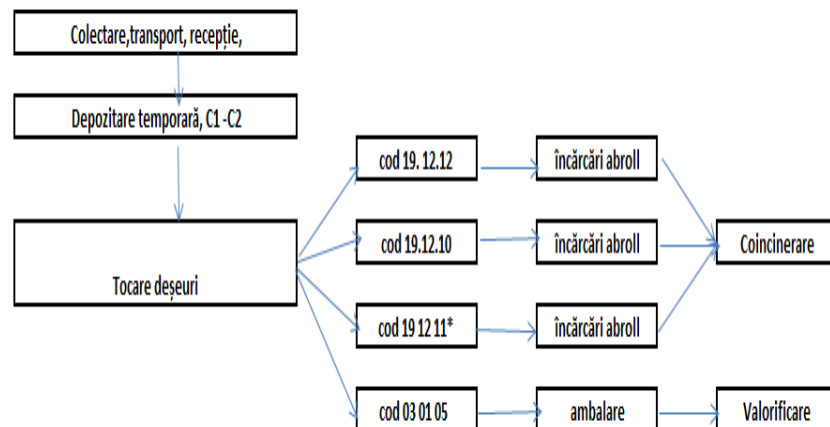 Colectare,transport, recepție,
Depozitare temporară, C1 -C2
Tocare deșeuri
cod 19. 12.12
încărcări abroll
cod 19.12.10
încărcări abroll
Coincinerare
cod 19 12 11*
încărcări abroll
cod 03 01 05
ambalare
Valorificare